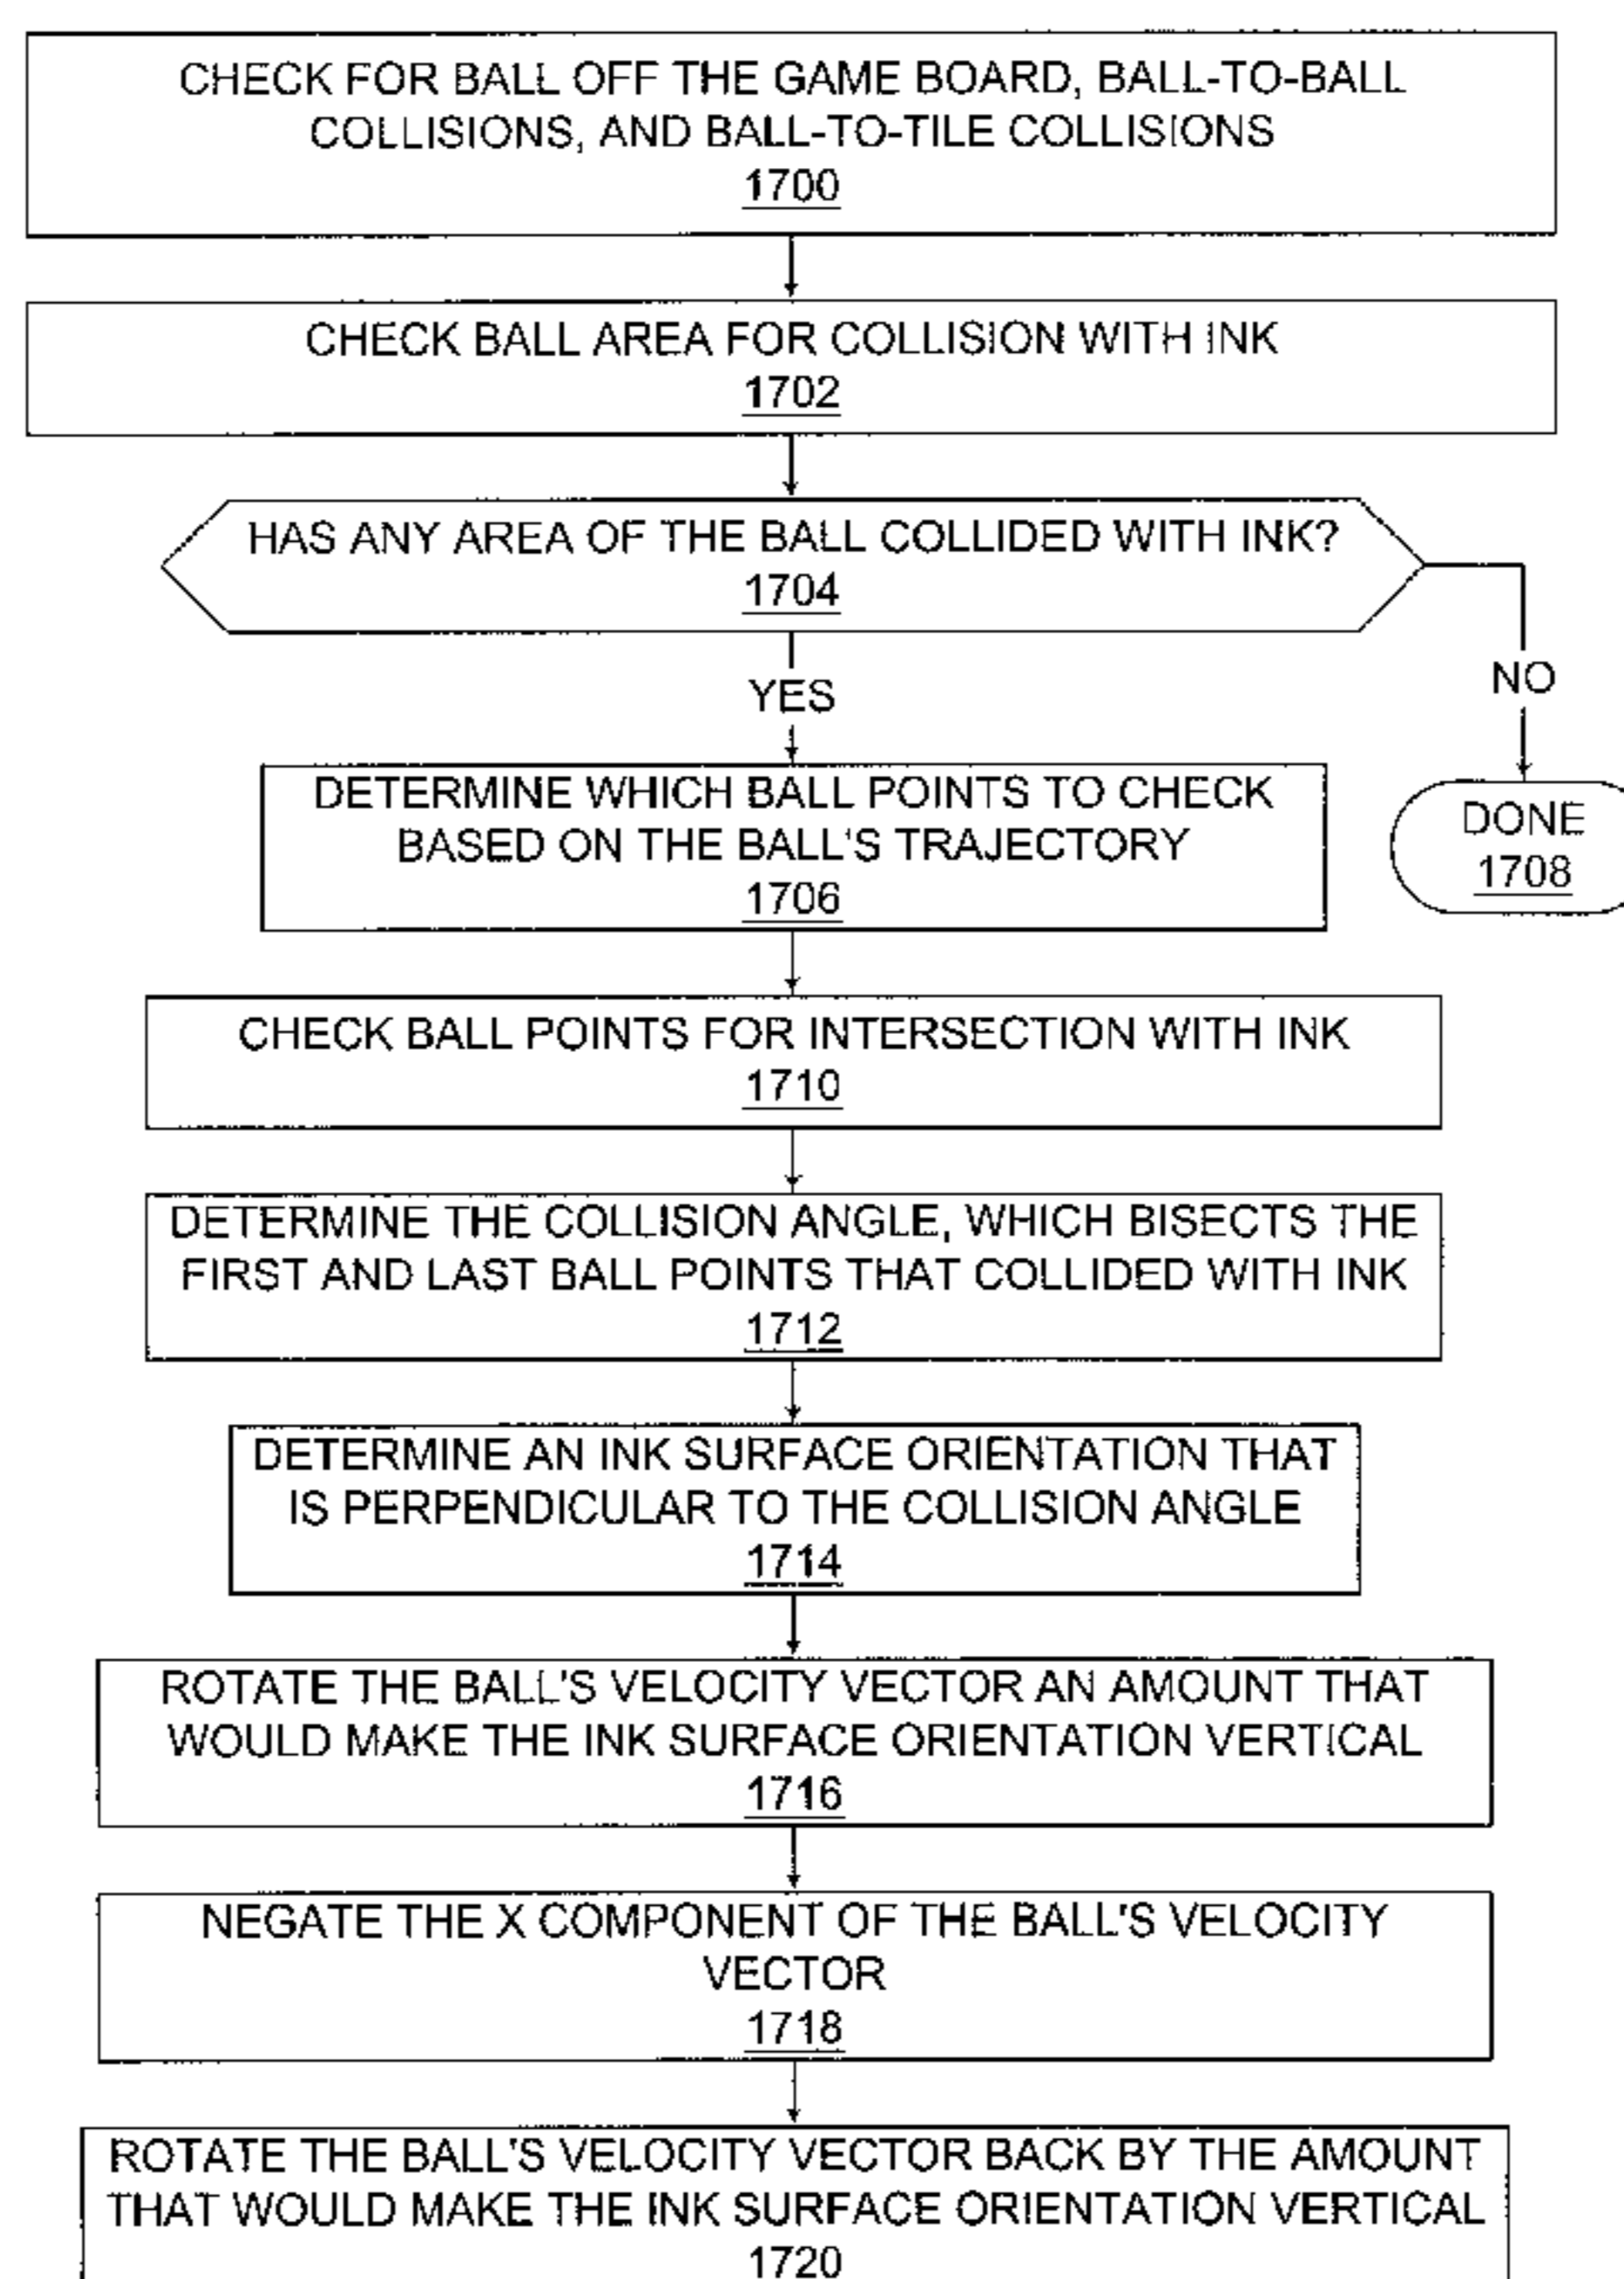 CHECK FOR BALL OFF THE GAME BOARD, BALL-TO-BALL
COLLISIONS, AND BALL-TO-TILE COLLISIONS
1700
CHECK BALL AREA FOR COLLISION WITH INK
1702
HAS ANY AREA OF THE BALL COLLIDED WITH INK?
1704
YES
NO
DETERMINE WHICH BALL POINTS TO CHECK
BASED ON THE BALL'S TRAJECTORY
1706
DONE
1708
CHECK BALL POINTS FOR INTERSECTION WITH INK
1710
DETERMINE THE COLLISION ANGLE, WHICH BISECTS THE
FIRST AND LAST BALL POINTS THAT COLLIDED WITH INK
1712
DETERMINE AN INK SURFACE ORIENTATION THAT
IS PERPENDICULAR TO THE COLLISION ANGLE
1714
ROTATE THE BALL'S VELOCITY VECTOR AN AMOUNT THAT
WOULD MAKE THE INK SURFACE ORIENTATION VERTICAL
1716
NEGATE THE X COMPONENT OF THE BALL'S VELOCITY
VECTOR
1718
ROTATE THE BALL'S VELOCITY VECTOR BACK BY THE AMOUNT
THAT WOULD MAKE THE INK SURFACE ORIENTATION VERTICAL
1720